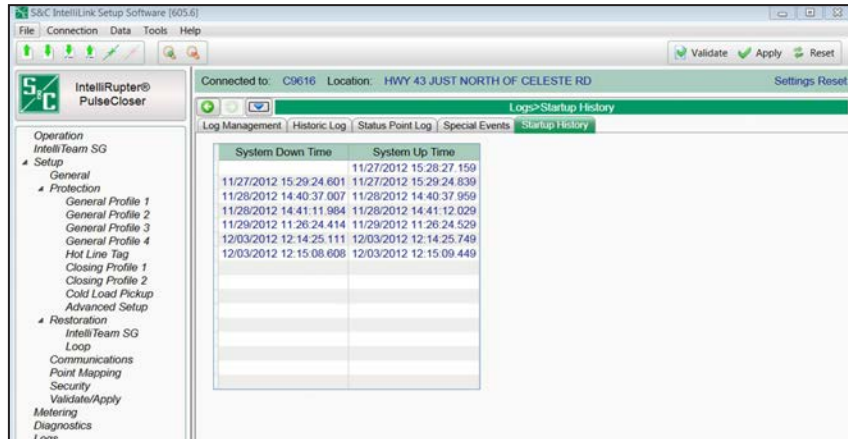 S&C IntelliLink Setup Software [605.6]
File Connection Data Tools Help
Validate Apply Reset
S&C IntelliRupter®
PulseCloser
Connected to: C9616 Location: HWY 43 JUST NORTH OF CELESTE RD Settings Reset
Logs>Startup History
Log Management Historic Log Status Point Log Special Events Startup History
Operation
IntelliTeam SG
Setup
General
Protection
General Profile 1
General Profile 2
General Profile 3
General Profile 4
Hot Line Tag
Closing Profile 1
Closing Profile 2
Cold Load Pickup
Advanced Setup
Restoration
IntelliTeam SG
Loop
Communications
Point Mapping
Security
Validate/Apply
Metering
Diagnostics
Logs
System Down Time System Up Time
11/27/2012 15:28:27.159
11/27/2012 15:29:24.601 11/27/2012 15:29:24.839
11/28/2012 14:40:37.007 11/28/2012 14:40:37.959
11/28/2012 14:41:11.984 11/28/2012 14:41:12.029
11/29/2012 11:26:24.414 11/29/2012 11:26:24.529
12/03/2012 12:14:25.111 12/03/2012 12:14:25.749
12/03/2012 12:15:08.608 12/03/2012 12:15:09.449